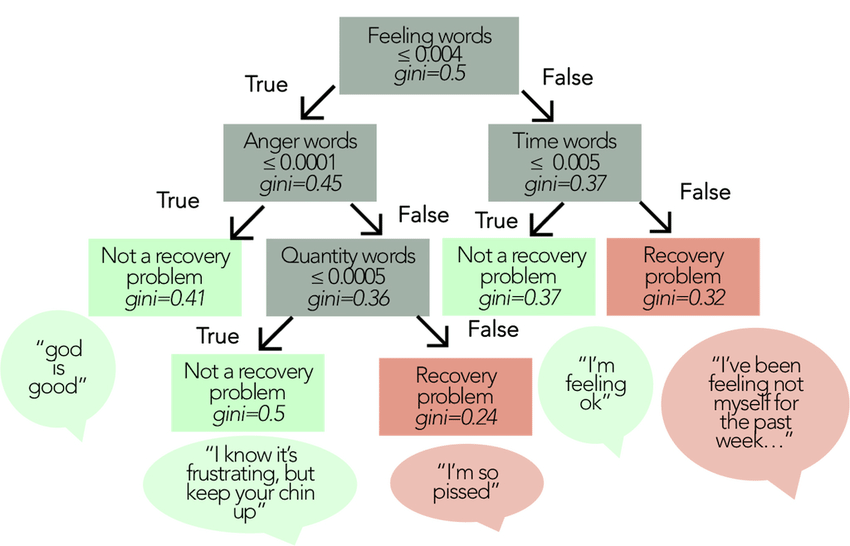 Feeling words
≤ 0.004
gini=0.5
True
False
Anger words
≤ 0.0001
gini=0.45
Time words
≤ 0.005
gini=0.37
True
False
True
False
Not a recovery
problem
gini=0.41
Quantity words
≤0.0005
gini=0.36
Not a recovery
problem
gini=0.37
Recovery
problem
gini=0.32
True
False
"god
is
good"
Not a recovery
problem
gini=0.5
Recovery
problem
gini=0.24
"I'm
feeling
ok"
"I've been
feeling not
myself for
the past
week..."
"I know it's
frustrating, but
keep your chin
up"
"I'm so
pissed"